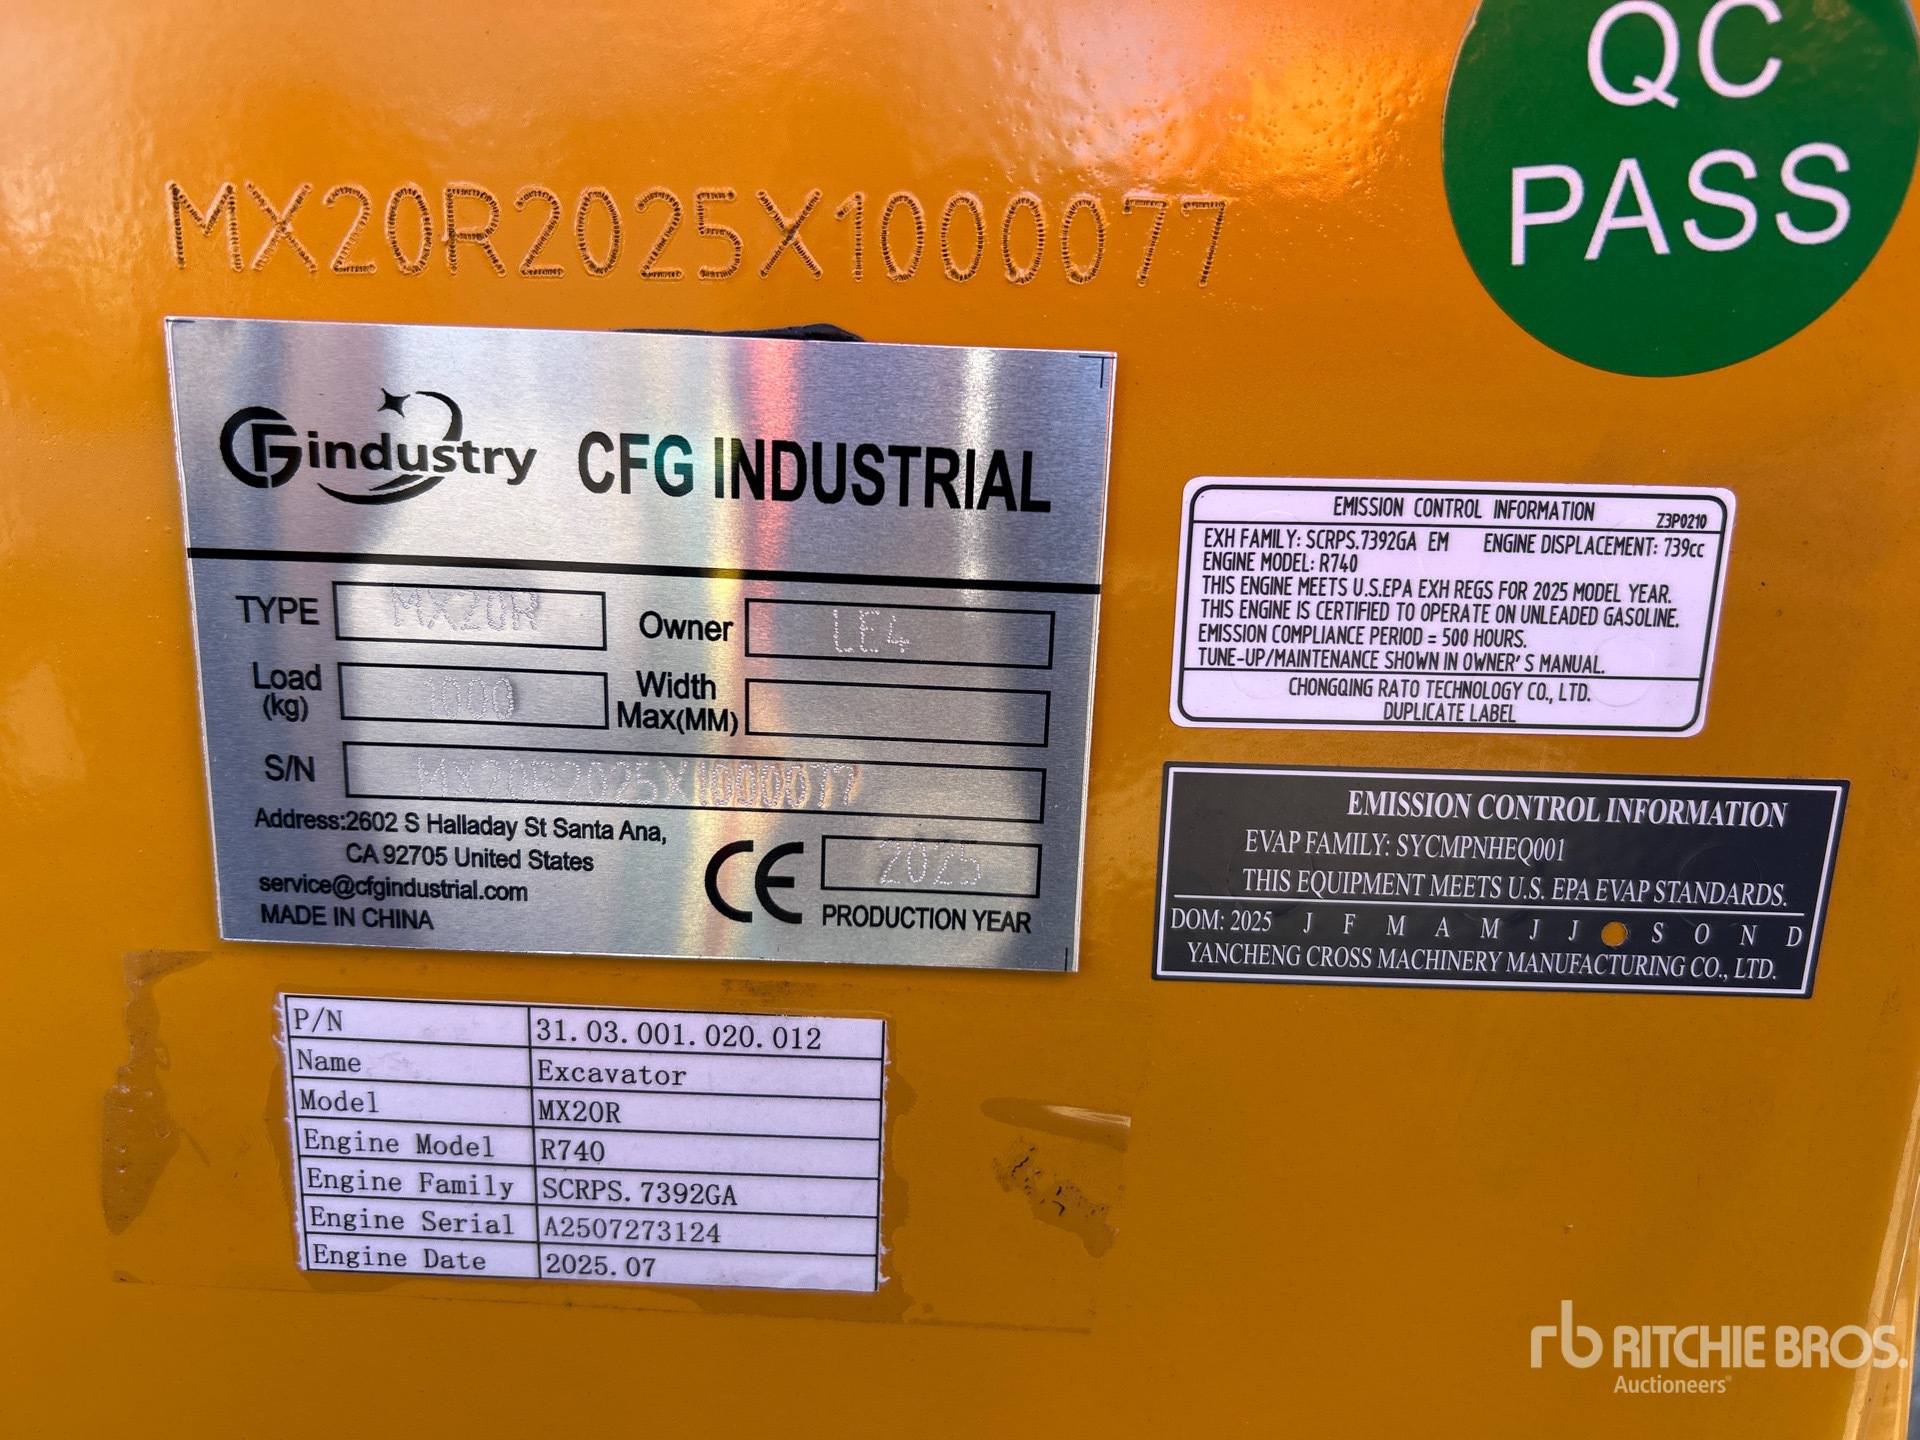 QC
PASS
MX20R2025X1000077
CFG industry CFG INDUSTRIAL
TYPE MX20R Owner LE4
Load (kg) 1000 Width Max(MM)
S/N MX20R2025X1000077
Address:2602 S Halladay St Santa Ana,
CA 92705 United States
service@cfgindustrial.com
MADE IN CHINA
CE 2025
PRODUCTION YEAR
EMISSION CONTROL INFORMATION Z3P0210
EXH FAMILY: SCRPS.7392GA EM ENGINE DISPLACEMENT: 739cc
ENGINE MODEL: R740
THIS ENGINE MEETS U.S.EPA EXH REGS FOR 2025 MODEL YEAR.
THIS ENGINE IS CERTIFIED TO OPERATE ON UNLEADED GASOLINE.
EMISSION COMPLIANCE PERIOD = 500 HOURS.
TUNE-UP/MAINTENANCE SHOWN IN OWNER'S MANUAL.
CHONGQING RATO TECHNOLOGY CO., LTD.
DUPLICATE LABEL
EMISSION CONTROL INFORMATION
EVAP FAMILY: SYCMPNHEQ001
THIS EQUIPMENT MEETS U.S. EPA EVAP STANDARDS.
DOM: 2025 J F M A M J J S O N D
YANCHENG CROSS MACHINERY MANUFACTURING CO., LTD.
P/N 31.03.001.020.012
Name Excavator
Model MX20R
Engine Model R740
Engine Family SCRPS.7392GA
Engine Serial A2507273124
Engine Date 2025.07
rb RITCHIE BROS.
Auctioneers